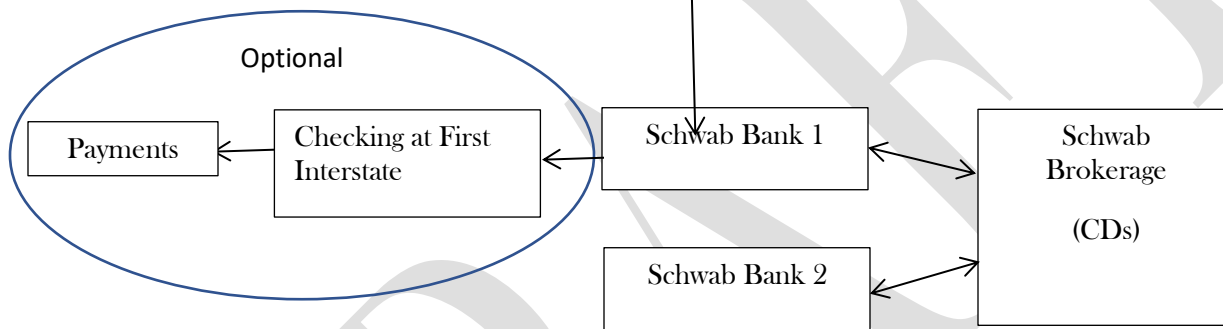 Optional
Payments
Checking at First
Interstate
Schwab Bank 1
Schwab
Brokerage
(CDs)
Schwab Bank 2